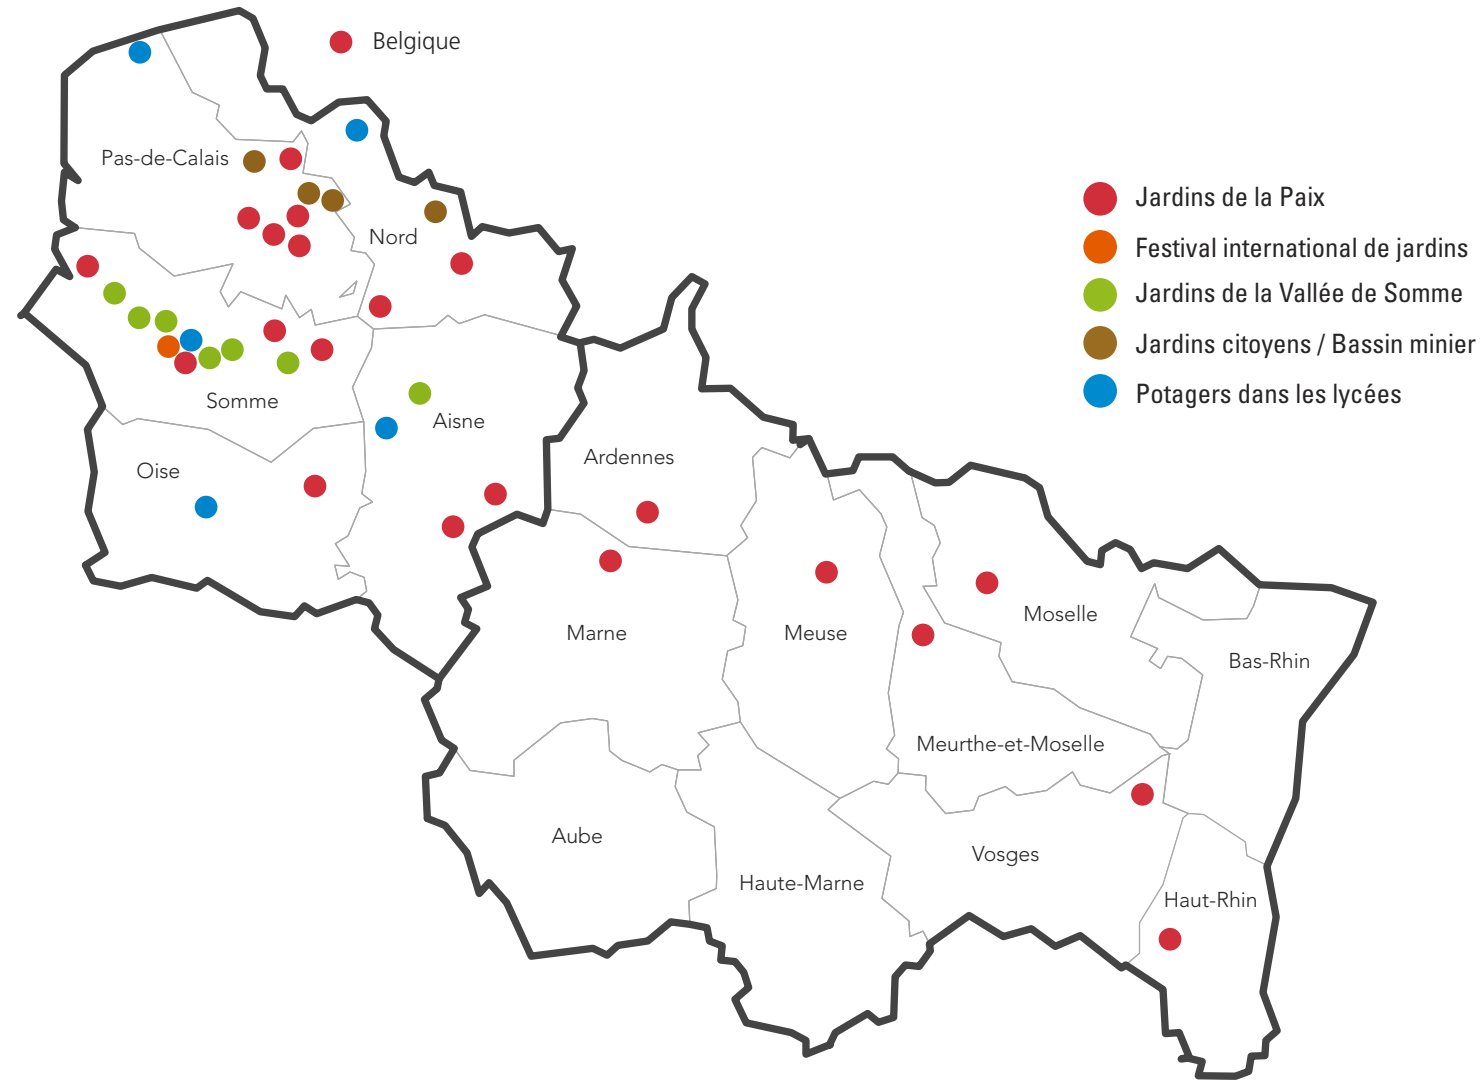 Belgique
Pas-de-Calais
Nord
Somme
Aisne
Oise
Ardennes
Marne
Meuse
Moselle
Bas-Rhin
Meurthe-et-Moselle
Aube
Haute-Marne
Vosges
Haut-Rhin
Jardins de la Paix
Festival international de jardins
Jardins de la Vallée de Somme
Jardins citoyens / Bassin minier
Potagers dans les lycées